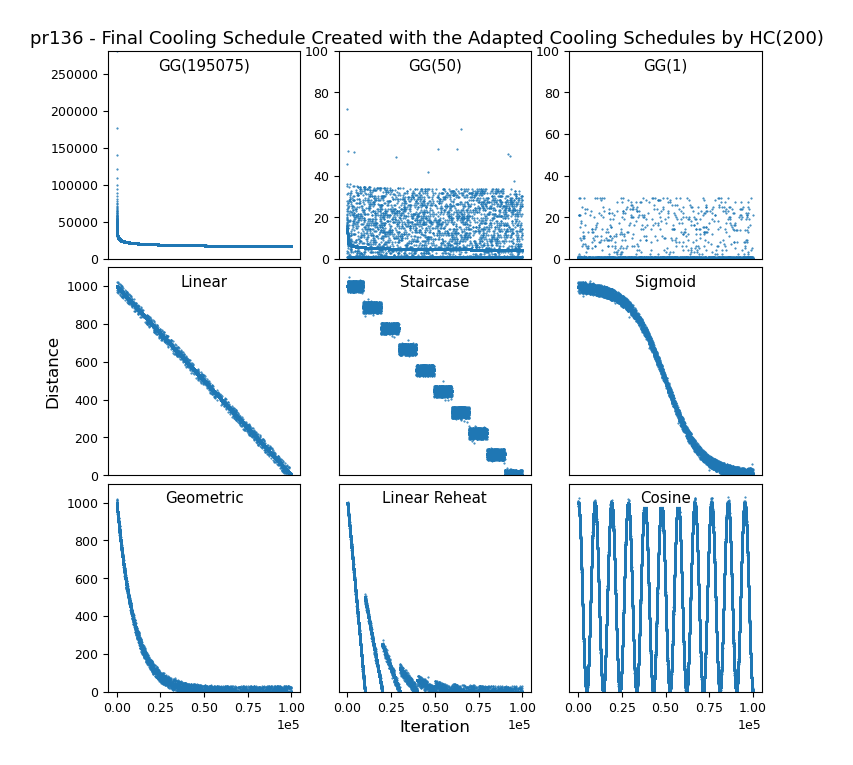 pr136 - Final Cooling Schedule Created with the Adapted Cooling Schedules by HC(200)
GG(195075)
250000
200000
150000
100000
50000
0
GG(50)
100
80
60
40
20
0
GG(1)
100
80
60
40
20
0
Distance
Linear
1000
800
600
400
200
0
Staircase
Sigmoid
Geometric
1000
800
600
400
200
0
0.00 0.25 0.50 0.75 1.00
1e5
Linear Reheat
0.00 0.25 0.50 0.75 1.00
1e5
Iteration
Cosine
0.00 0.25 0.50 0.75 1.00
1e5